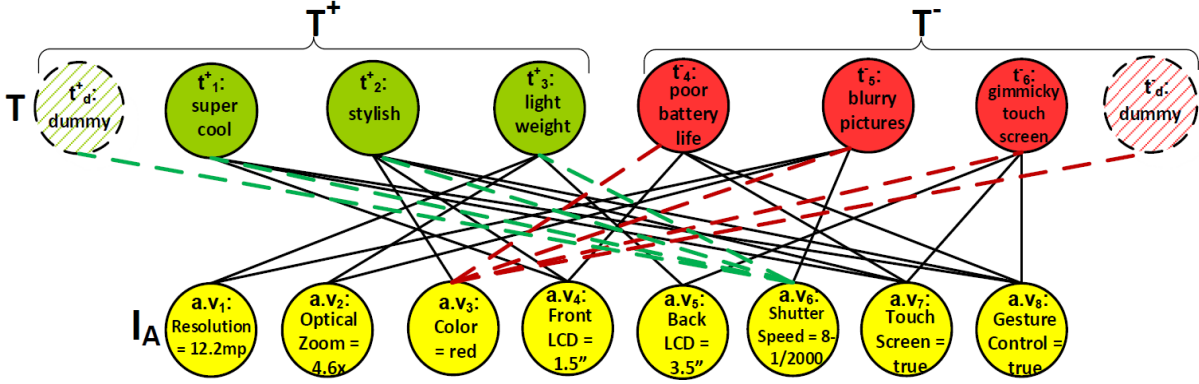 T+ T-
T
t+d: dummy
t+1: super cool
t+2: stylish
t+3: light weight
t-4: poor battery life
t-5: blurry pictures
t-6: gimmicky touch screen
t-d: dummy
IA
a.v1: Resolution = 12.2mp
a.v2: Optical Zoom = 4.6x
a.v3: Color = red
a.v4: Front LCD = 1.5”
a.v5: Back LCD = 3.5”
a.v6: Shutter Speed = 8-1/2000
a.v7: Touch Screen = true
a.v8: Gesture Control = true